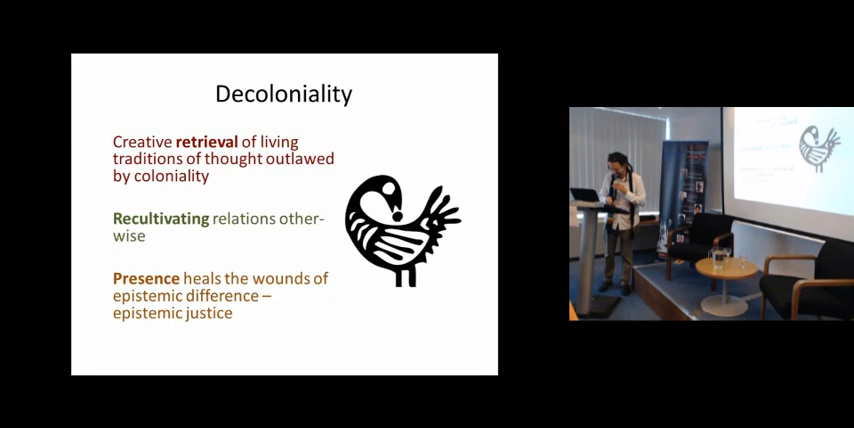 Decoloniality
Creative retrieval of living
traditions of thought outlawed
by coloniality
Recultivating relations other-
wise
Presence heals the wounds of
epistemic difference –
epistemic justice